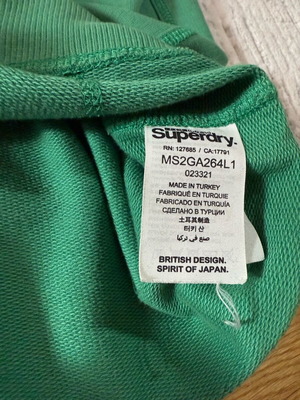 Superdry.
RN: 127685 / CA:17791
MS2GA264L1
023321
MADE IN TURKEY
FABRIQUÉ EN TURQUIE
FABRICADO EN TURQUÍA
СДЕЛАНО В ТУРЦИИ
土耳其制造
터키 산
صنع في تركيا
BRITISH DESIGN.
SPIRIT OF JAPAN.